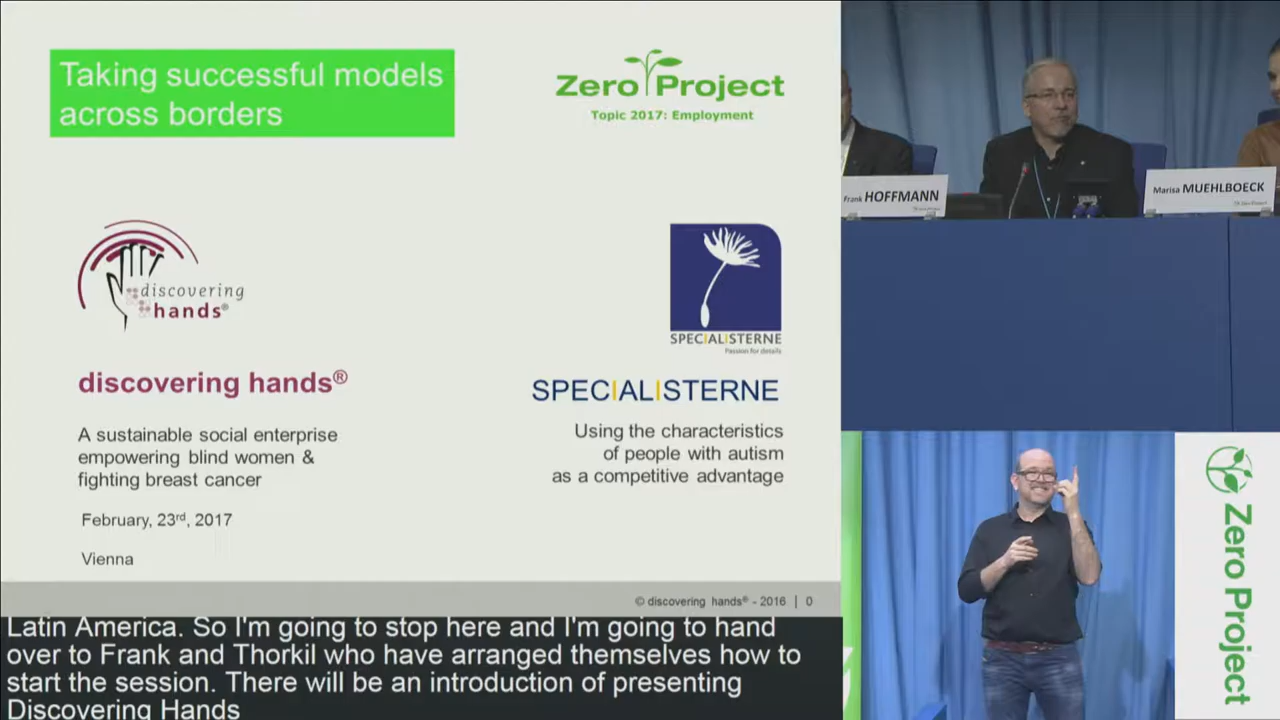 Taking successful models
across borders
Zero Project
Topic 2017: Employment
discovering
hands®
SPECIALISTERNE
Passion for details
discovering hands®
SPECIALISTERNE
A sustainable social enterprise
empowering blind women &
fighting breast cancer
Using the characteristics
of people with autism
as a competitive advantage
February, 23rd, 2017
Vienna
© discovering hands® - 2016 | 0
Latin America. So I'm going to stop here and I'm going to hand
over to Frank and Thorkil who have arranged themselves how to
start the session. There will be an introduction of presenting
Discovering Hands
Frank HOFFMANN
Marisa MUEHLBOECK
Zero Project